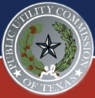 PUBLIC UTILITY COMMISSION
OF TEXAS